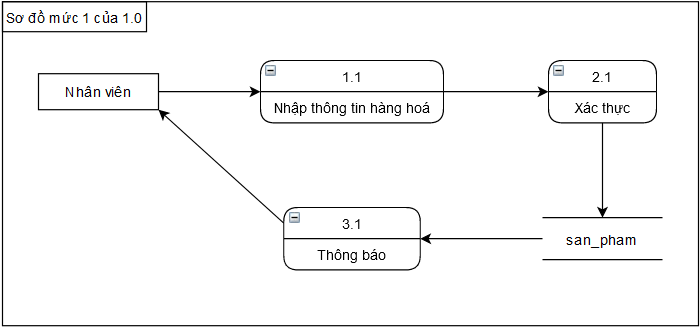 Sơ đồ mức 1 của 1.0
Nhân viên
1.1
Nhập thông tin hàng hoá
2.1
Xác thực
3.1
Thông báo
san_pham